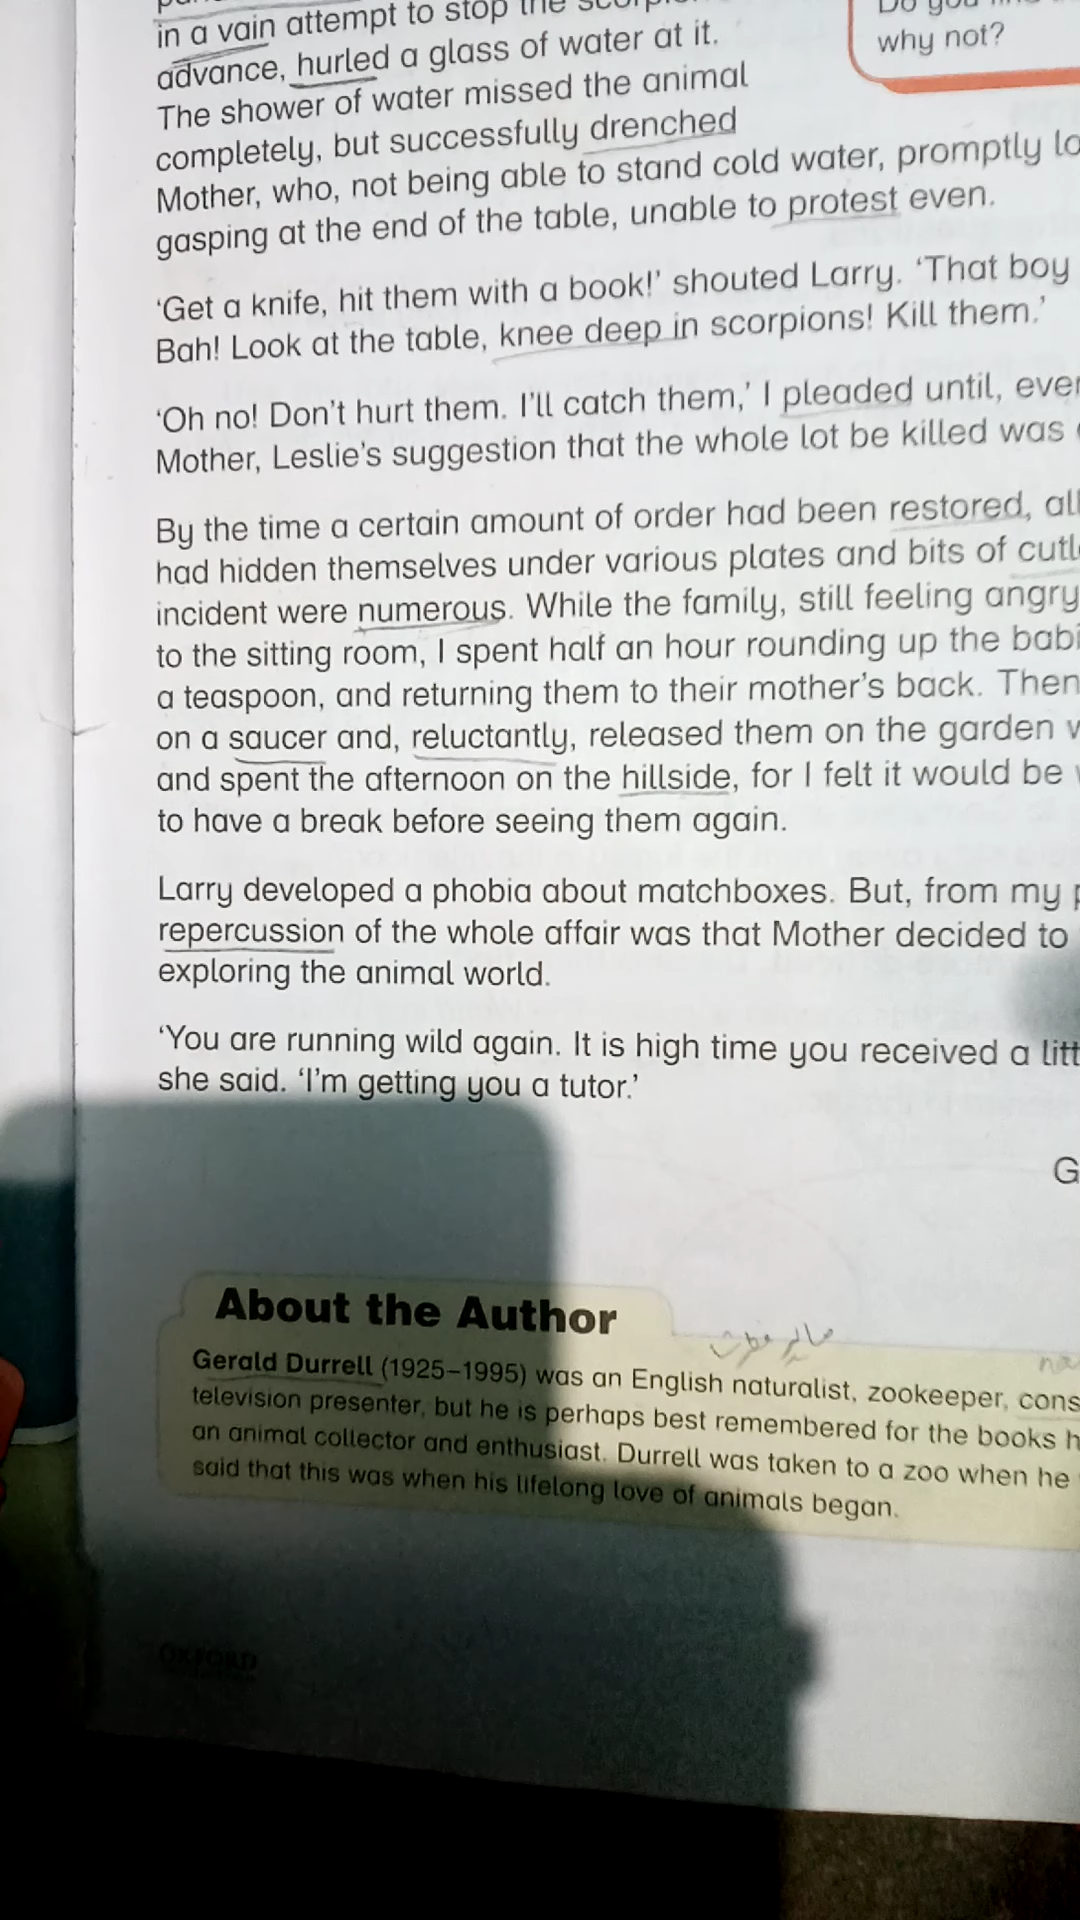 in a vain attempt to stop the
why not?
advance, hurled a glass of water at it.
The shower of water missed the animal
completely, but successfully drenched
Mother, who, not being able to stand cold water, promptly
gasping at the end of the table, unable to protest even.
‘Get a knife, hit them with a book!’ shouted Larry. ‘That boy
Bah! Look at the table, knee deep in scorpions! Kill them.’
‘Oh no! Don’t hurt them. I’ll catch them,’ I pleaded until,
Mother, Leslie’s suggestion that the whole lot be killed was
By the time a certain amount of order had been restored, all
had hidden themselves under various plates and bits of
incident were numerous. While the family, still feeling angry
to the sitting room, I spent half an hour rounding up the
a teaspoon, and returning them to their mother’s back. Then
on a saucer and, reluctantly, released them on the garden
and spent the afternoon on the hillside, for I felt it would be
to have a break before seeing them again.
Larry developed a phobia about matchboxes. But, from my
repercussion of the whole affair was that Mother decided to
exploring the animal world.
‘You are running wild again. It is high time you received a
she said. ‘I’m getting you a tutor.’
G
About the Author
Gerald Durrell (1925–1995) was an English naturalist, zookeeper,
television presenter, but he is perhaps best remembered for the books
an animal collector and enthusiast. Durrell was taken to a zoo when he
said that this was when his lifelong love of animals began.
OXFORD